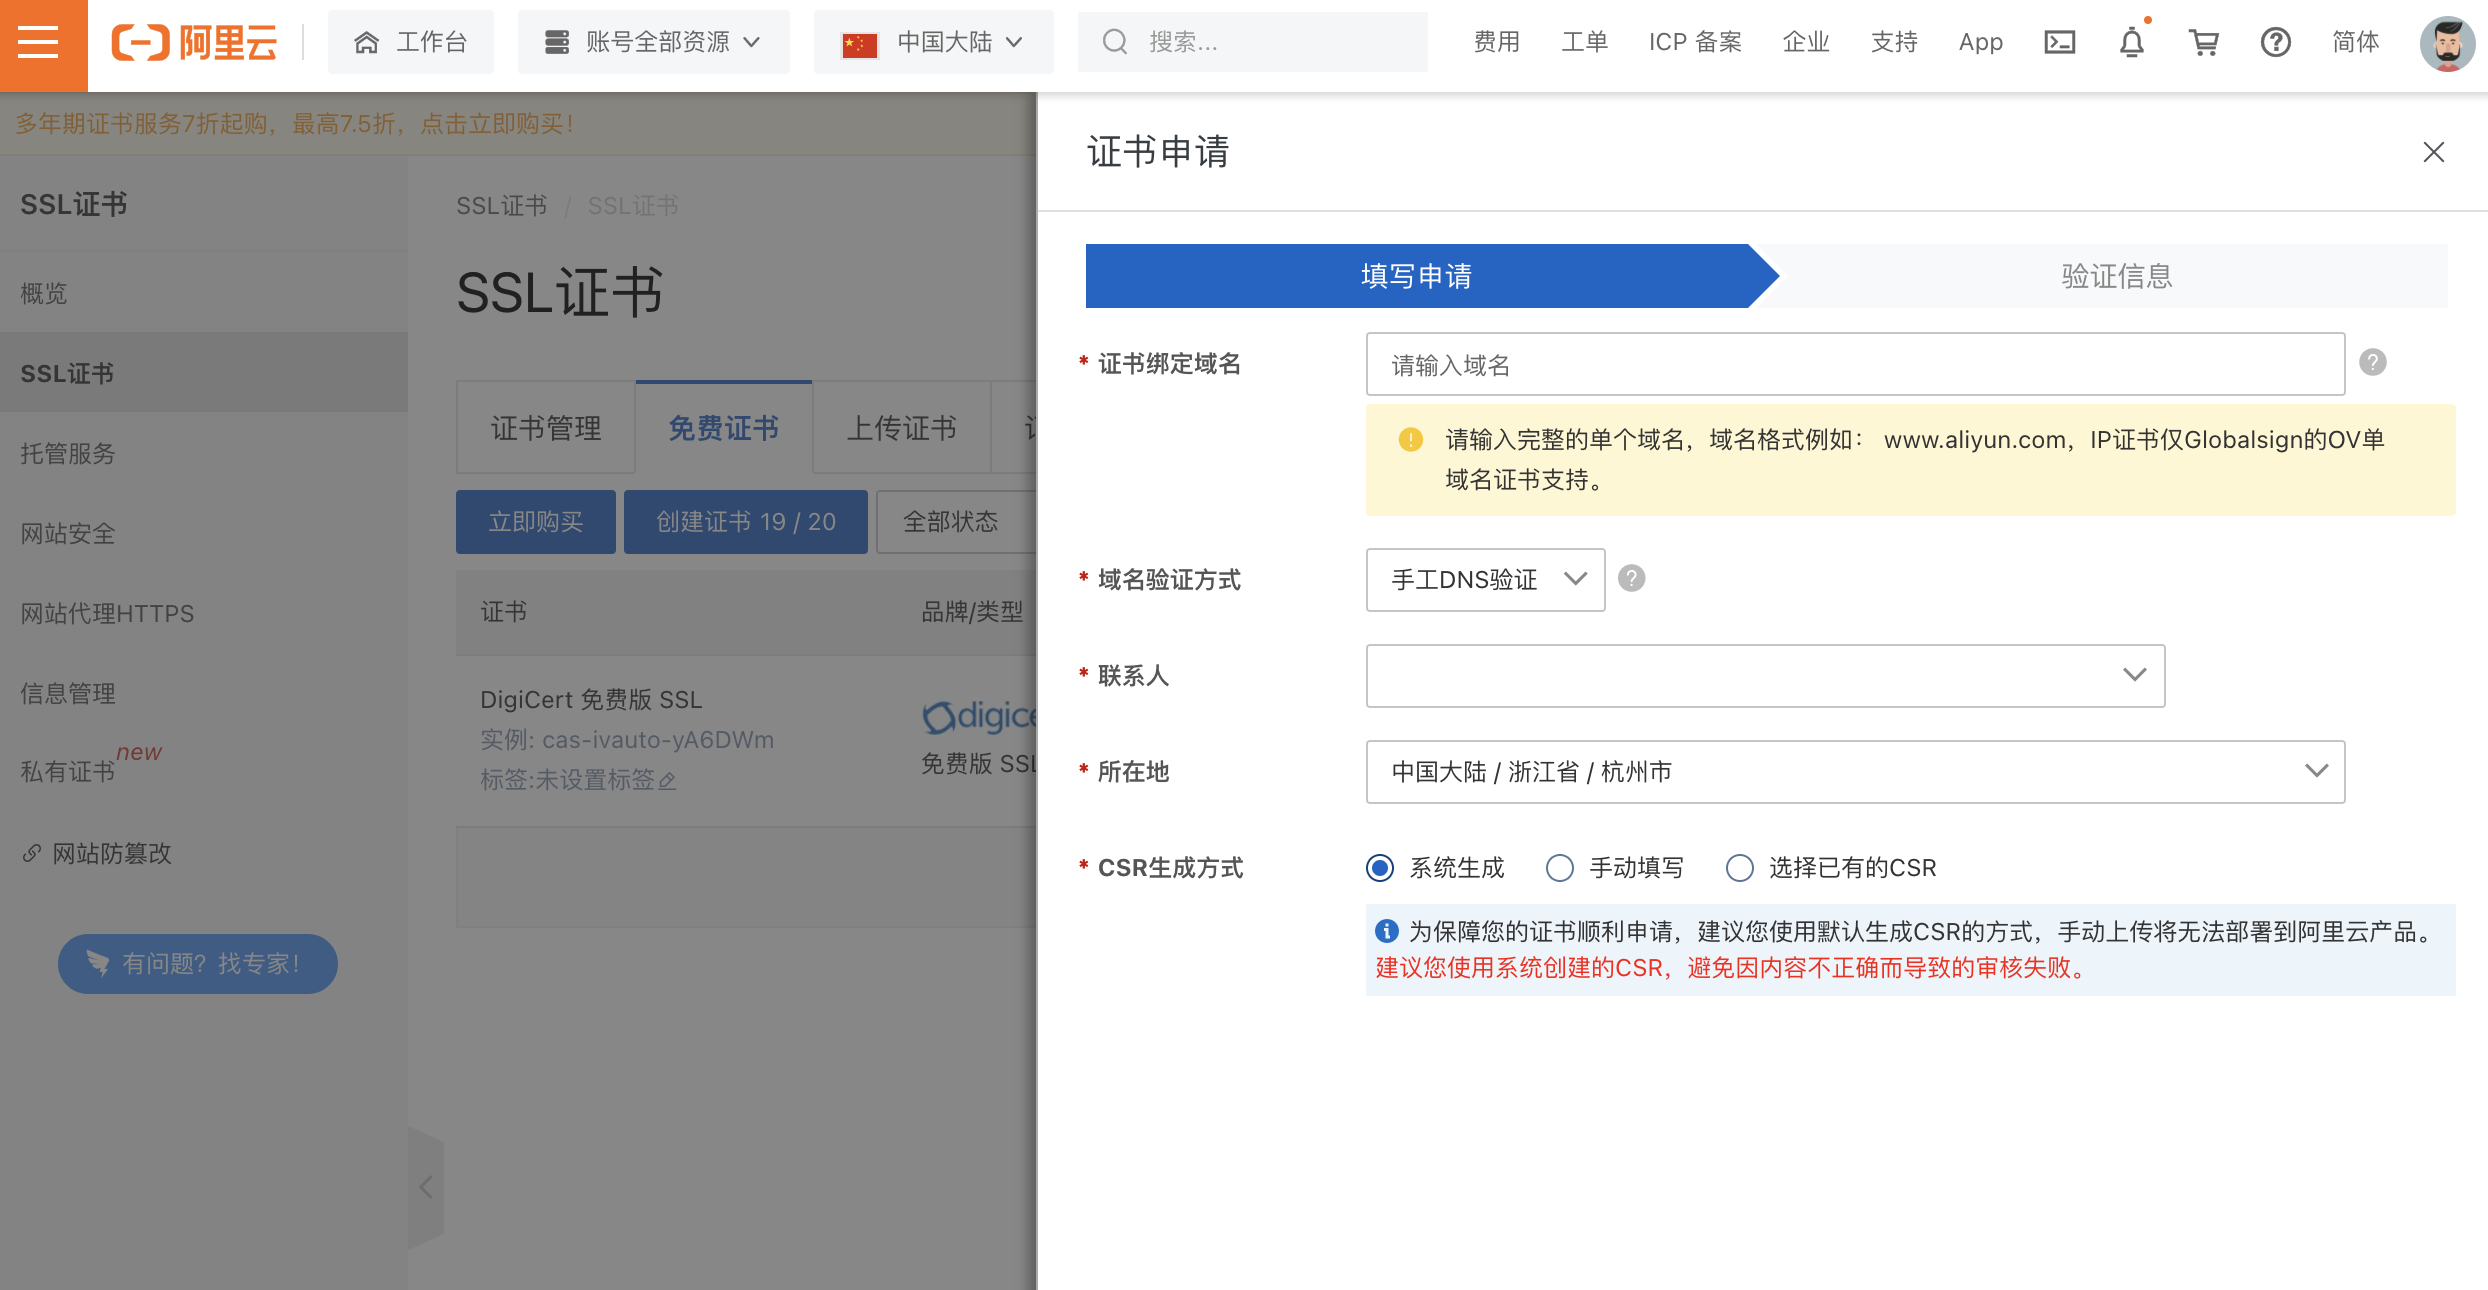 阿里云
工作台
账号全部资源
中国大陆
搜索...
费用
工单
ICP 备案
企业
支持
App
简体
多年期证书服务7折起购，最高7.5折，点击立即购买！
SSL证书
概览
SSL证书
托管服务
网站安全
网站代理HTTPS
信息管理
私有证书 new
网站防篡改
有问题？找专家！
SSL证书 / SSL证书
SSL证书
证书管理
免费证书
上传证书
立即购买
创建证书 19 / 20
全部状态
证书
品牌/类型
DigiCert 免费版 SSL
实例: cas-ivauto-yA6DWm
标签:未设置标签
digice
免费版 SSL
证书申请
填写申请
验证信息
* 证书绑定域名
请输入域名
请输入完整的单个域名，域名格式例如： www.aliyun.com，IP证书仅Globalsign的OV单
域名证书支持。
* 域名验证方式
手工DNS验证
* 联系人
* 所在地
中国大陆 / 浙江省 / 杭州市
* CSR生成方式
系统生成
手动填写
选择已有的CSR
为保障您的证书顺利申请，建议您使用默认生成CSR的方式，手动上传将无法部署到阿里云产品。
建议您使用系统创建的CSR，避免因内容不正确而导致的审核失败。